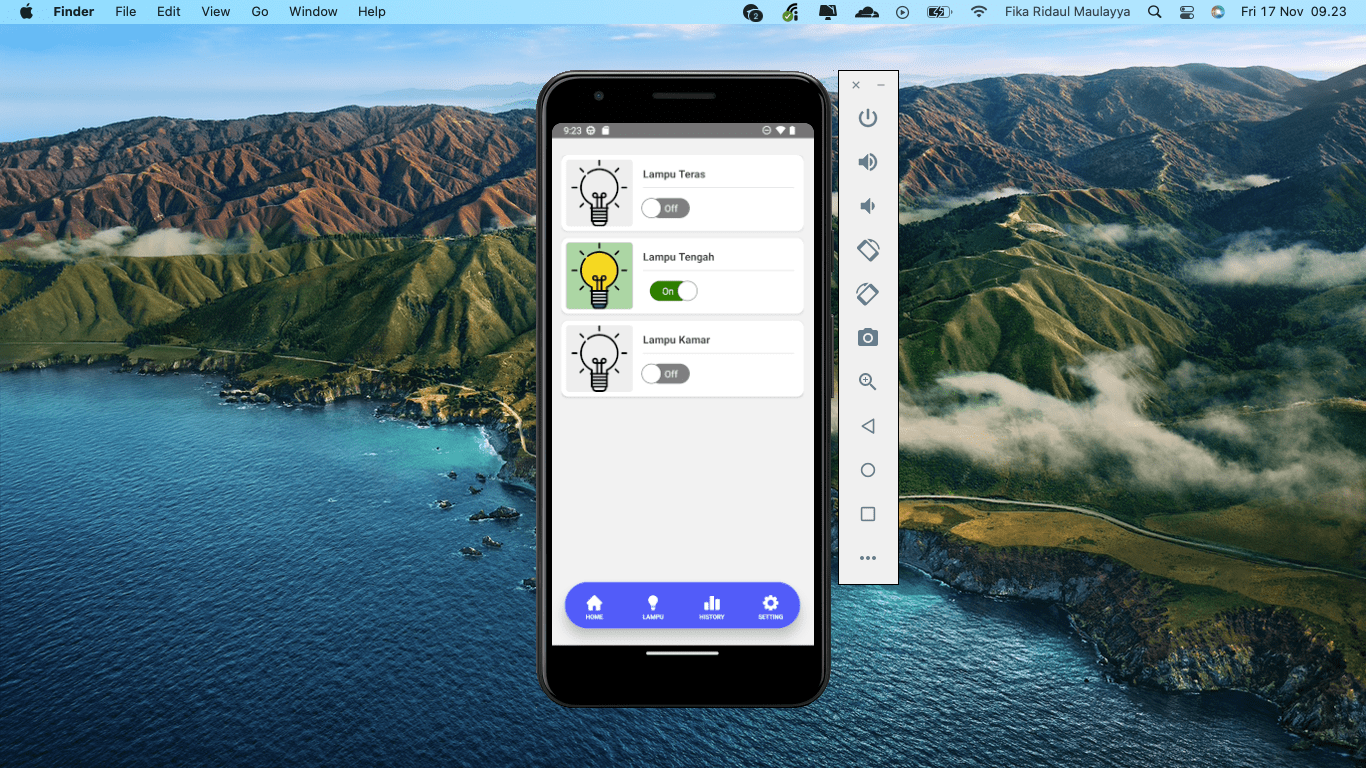 Finder File Edit View Go Window Help 2 Fika Ridaul Maulayya Fri 17 Nov 09.23
9:23
Lampu Teras
Off
Lampu Tengah
On
Lampu Kamar
Off
HOME LAMPU HISTORY SETTING